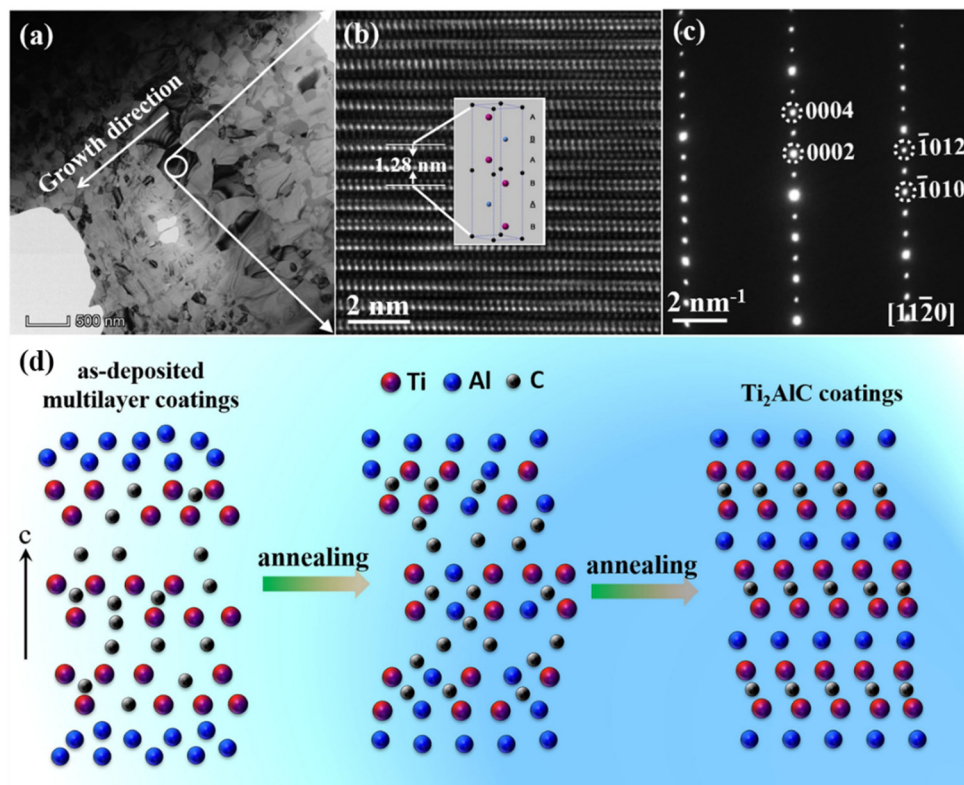 (a)
Growth direction
500 nm
(b)
1.28 nm
A
B
A
B
A
B
2 nm
(c)
0004
0002
1̅012
1̅010
2 nm⁻¹
[112̅0]
(d)
as-deposited
multilayer coatings
Ti Al C
Ti₂AlC coatings
c
annealing
annealing